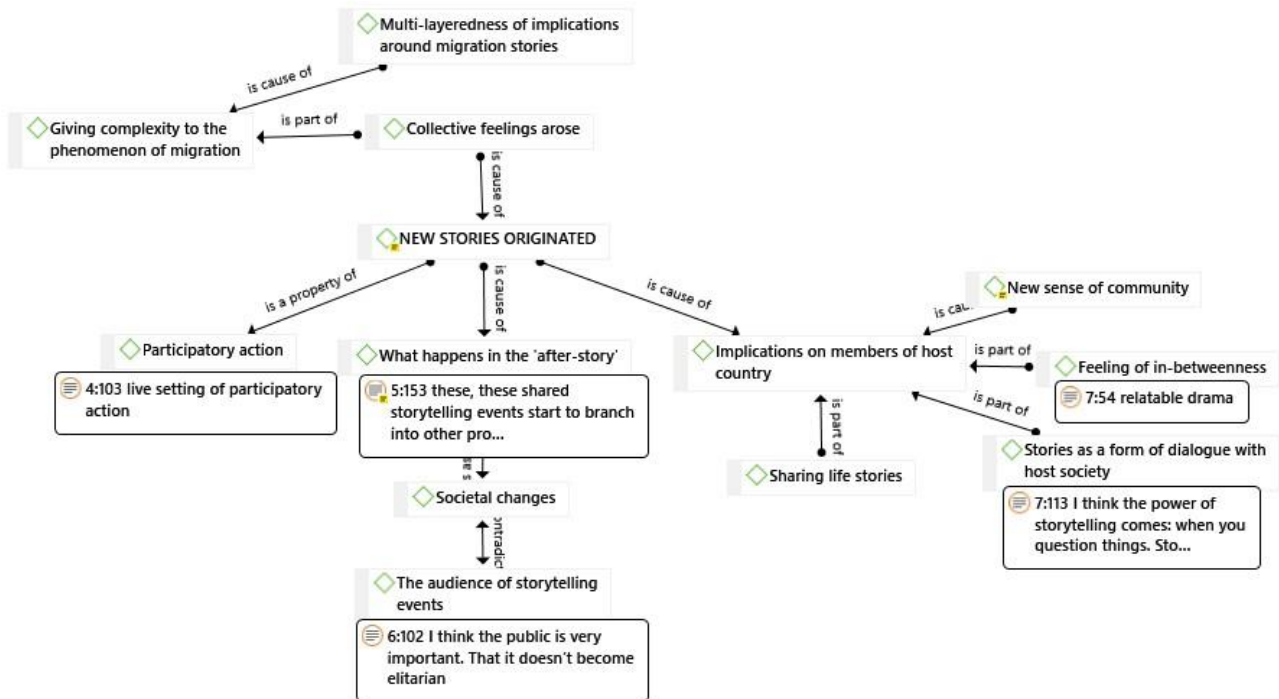 Multi-layeredness of implications
around migration stories
is cause of
Giving complexity to the
phenomenon of migration
is part of
Collective feelings arose
is cause of
NEW STORIES ORIGINATED
is a property of
is cause of
is cause of
New sense of community
is cau
Participatory action
4:103 live setting of participatory
action
What happens in the 'after-story'
5:153 these, these shared
storytelling events start to branch
into other pro...
Implications on members of host
country
is part of
Feeling of in-betweenness
7:54 relatable drama
is part of
is part of
Sharing life stories
Stories as a form of dialogue with
host society
7:113 I think the power of
storytelling comes: when you
question things. Sto...
Societal changes
ontradic
The audience of storytelling
events
6:102 I think the public is very
important. That it doesn't become
elitarian